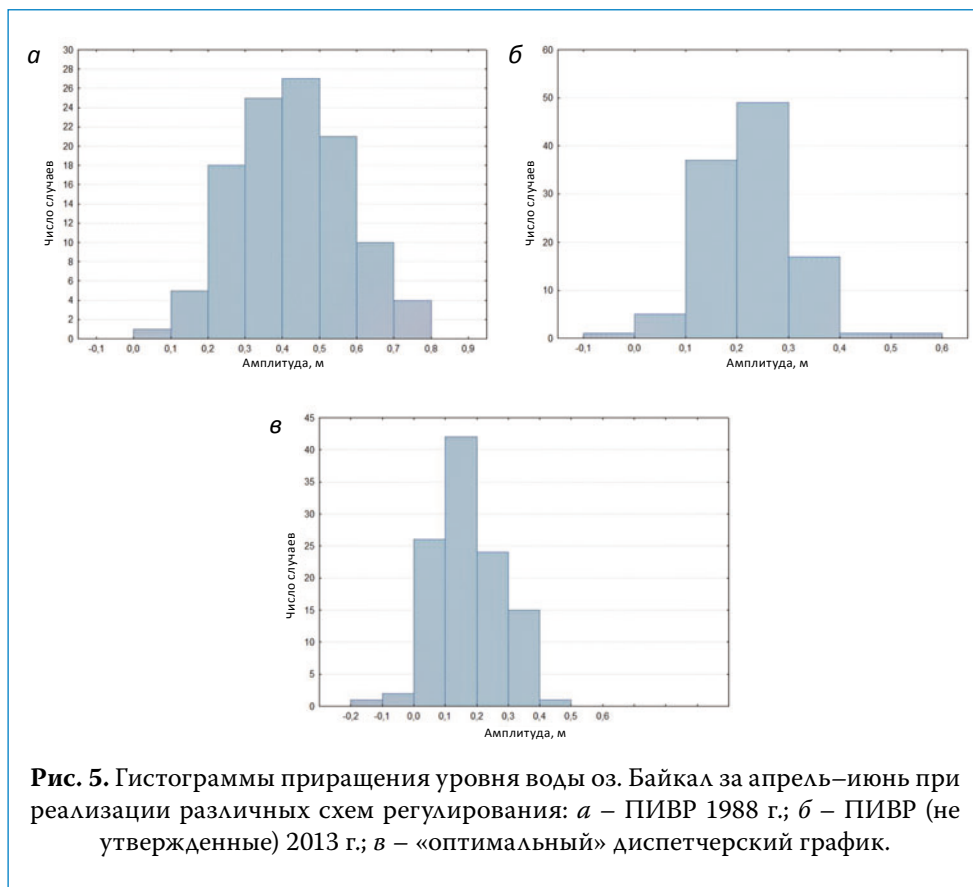 а
30
28
26
24
22
20
18
16
14
12
10
8
6
4
2
0
Число случаев
-0,1 0,0 0,1 0,2 0,3 0,4 0,5 0,6 0,7 0,8 0,9
Амплитуда, м
б
60
50
40
30
20
10
0
Число случаев
-0,1 0,0 0,1 0,2 0,3 0,4 0,5 0,6
Амплитуда, м
в
45
40
35
30
25
20
15
10
5
0
Число случаев
-0,2 -0,1 0,0 0,1 0,2 0,3 0,4 0,5 0,6
Амплитуда, м
Рис. 5. Гистограммы приращения уровня воды оз. Байкал за апрель–июнь при
реализации различных схем регулирования: а – ПИВР 1988 г.; б – ПИВР (не
утвержденные) 2013 г.; в – «оптимальный» диспетчерский график.